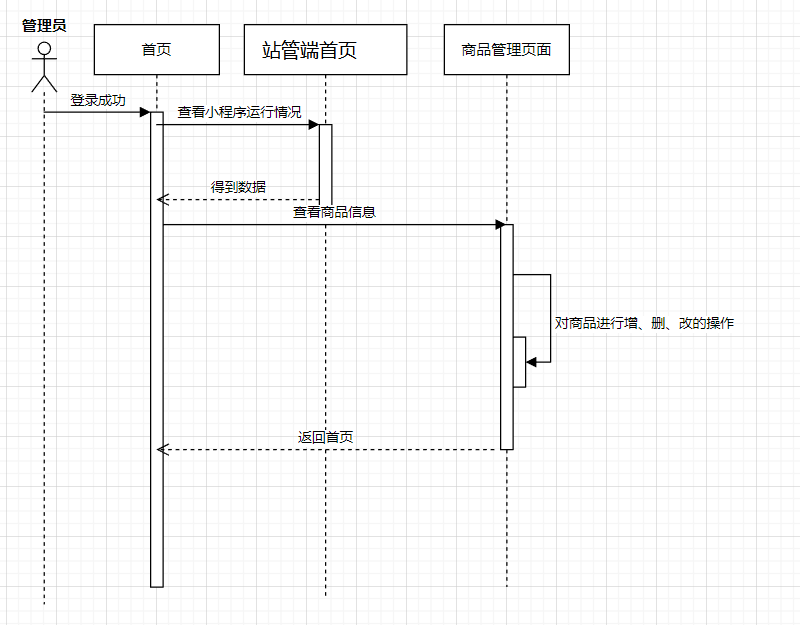 管理员
首页
站管端首页
商品管理页面
登录成功
查看小程序运行情况
得到数据
查看商品信息
对商品进行增、删、改的操作
返回首页